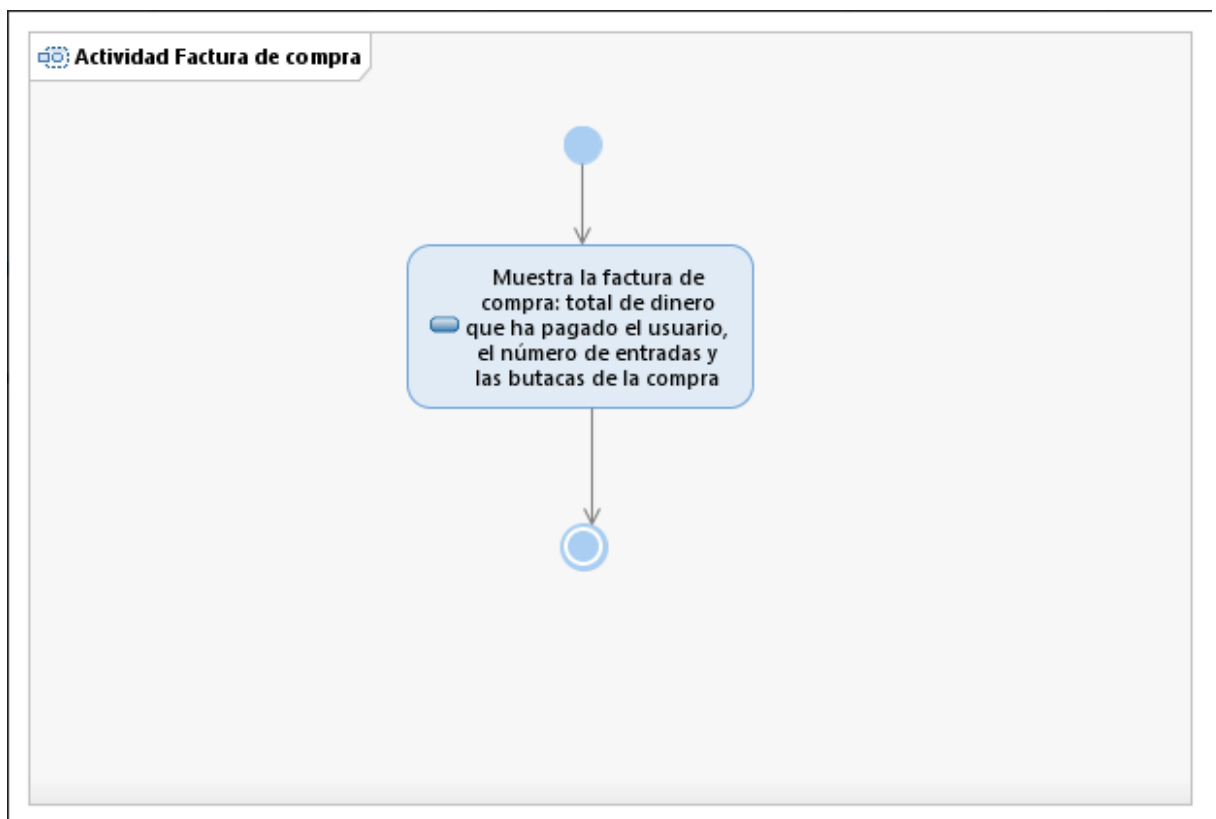 Actividad Factura de compra
Muestra la factura de
compra: total de dinero
que ha pagado el usuario,
el número de entradas y
las butacas de la compra